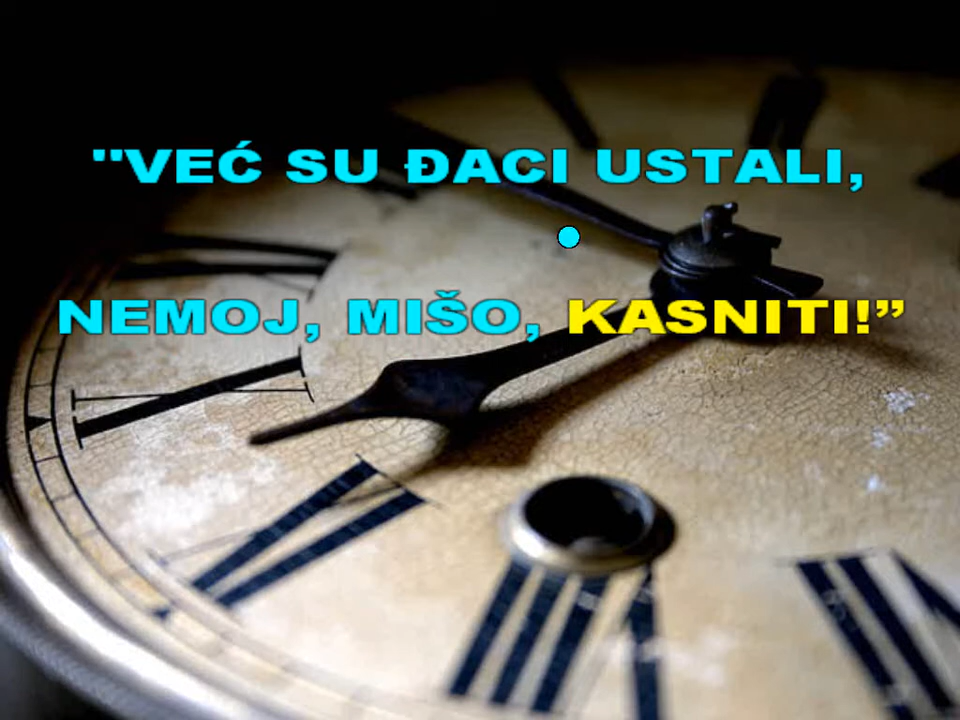 "VEĆ SU ĐACI USTALI,
NEMOJ, MIŠO, KASNITI!”